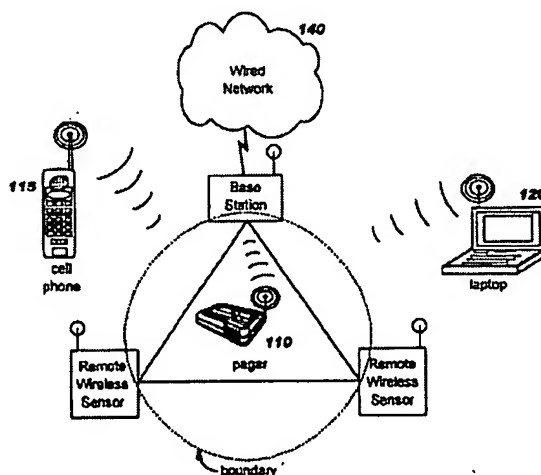 140
Wired
Network
115
Base
Station
120
cell
phone
laptop
110
pager
Remote
Wireless
Sensor
Remote
Wireless
Sensor
boundary